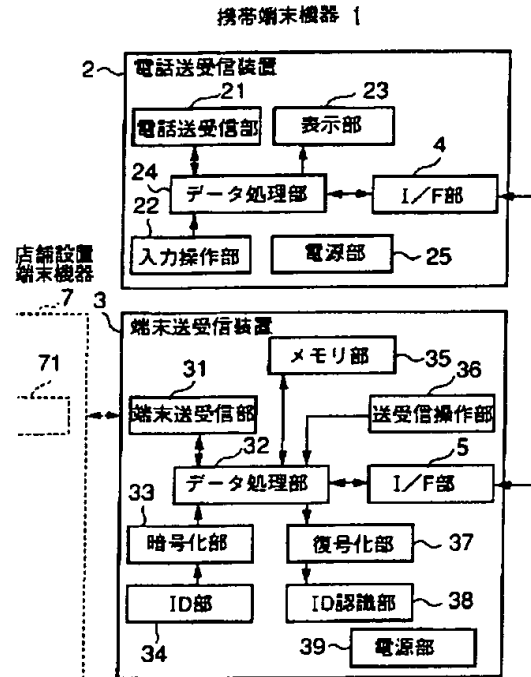 携帯端末機器 1
2 電話送受信装置
21 23
電話送受信部 表示部
24 4
データ処理部 I/F部
22
入力操作部 電源部 25
店舗設置
端末機器
7 3 端末送受信装置
71 31 メモリ部 35 36
端末送受信部 送受信操作部
32 5
データ処理部 I/F部
33
暗号化部 復号化部 37
ID部 ID認識部 38
34 39 電源部